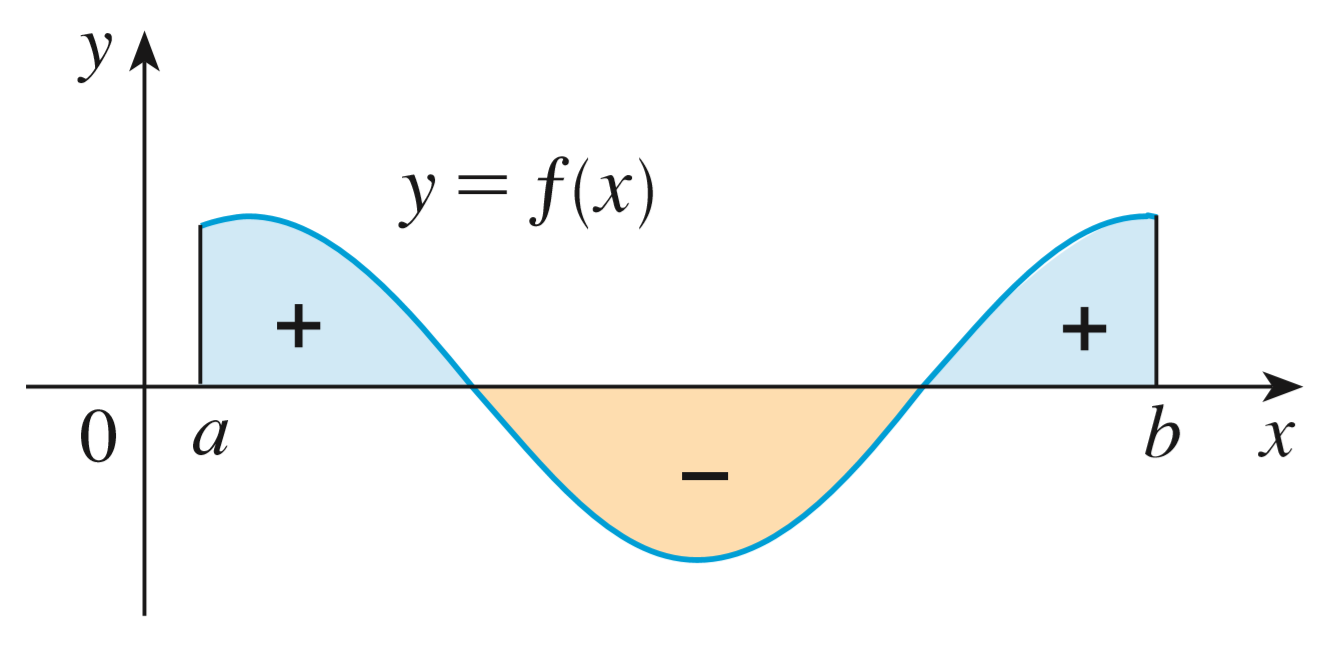 y
y = f(x)
+
+
0
a
−
b
x